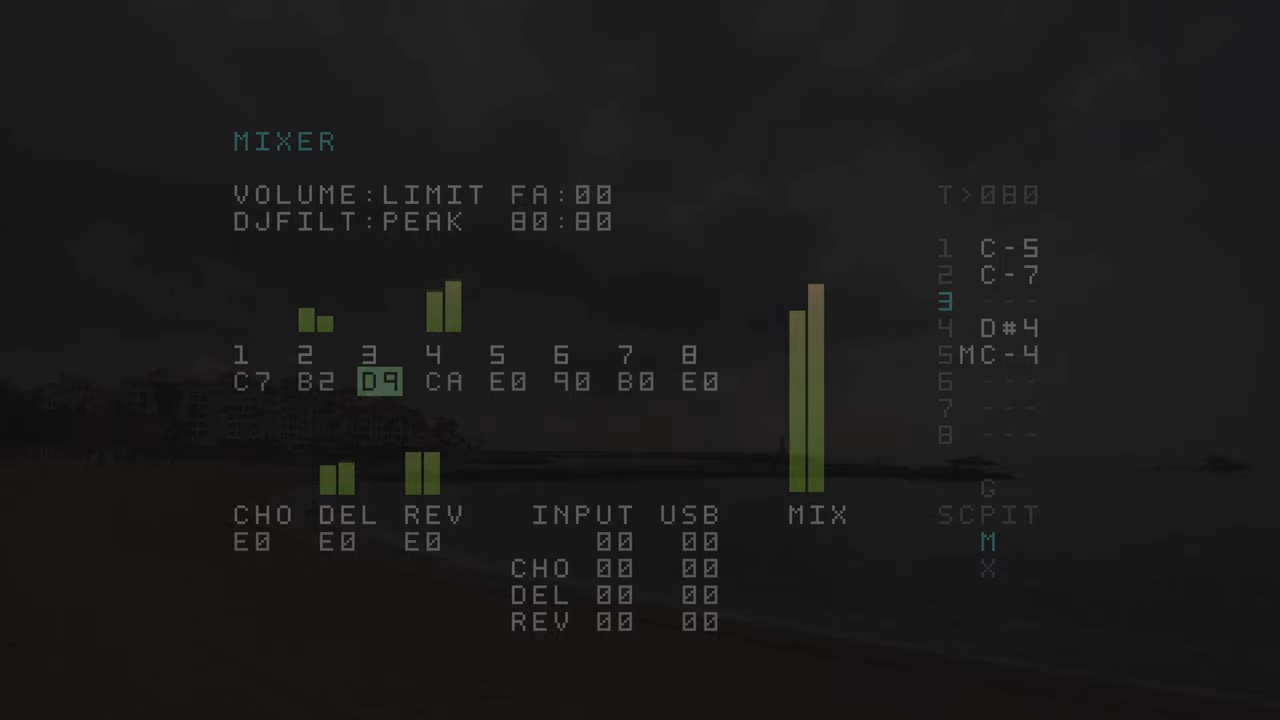 MIXER
VOLUME:LIMIT FA:00
DJFILT:PEAK 80:80
T>080
1 C-5
2 C-7
3 ---
4 D#4
5MC-4
6 ---
7 ---
8 ---
1 2 3 4 5 6 7 8
C7 B2 D9 CA E0 90 B0 E0
G
CHO DEL REV INPUT USB MIX SCPIT
E0 E0 E0 00 00 M
CHO 00 00 X
DEL 00 00
REV 00 00